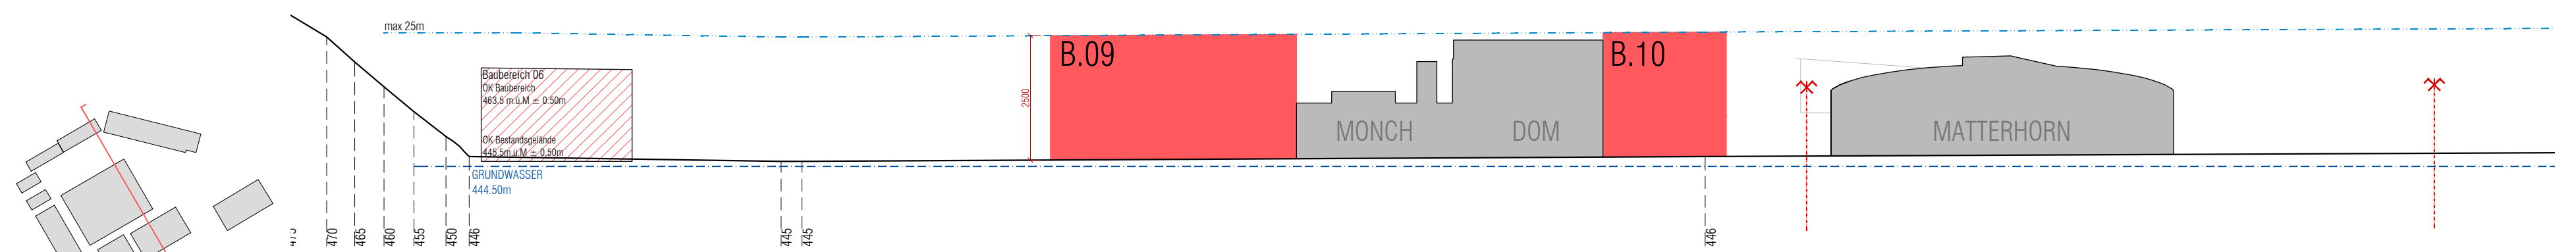 max 25m
B.09
B.10
Baubereich 06
OK Baubereich
463.5 m.ü.M ± 0.50m
2500
MONCH
DOM
MATTERHORN
OK Bestandsgelände
445.5m.ü.M ± 0.50m
GRUNDWASSER
444.50m
475
470
465
460
455
450
446
445
445
446